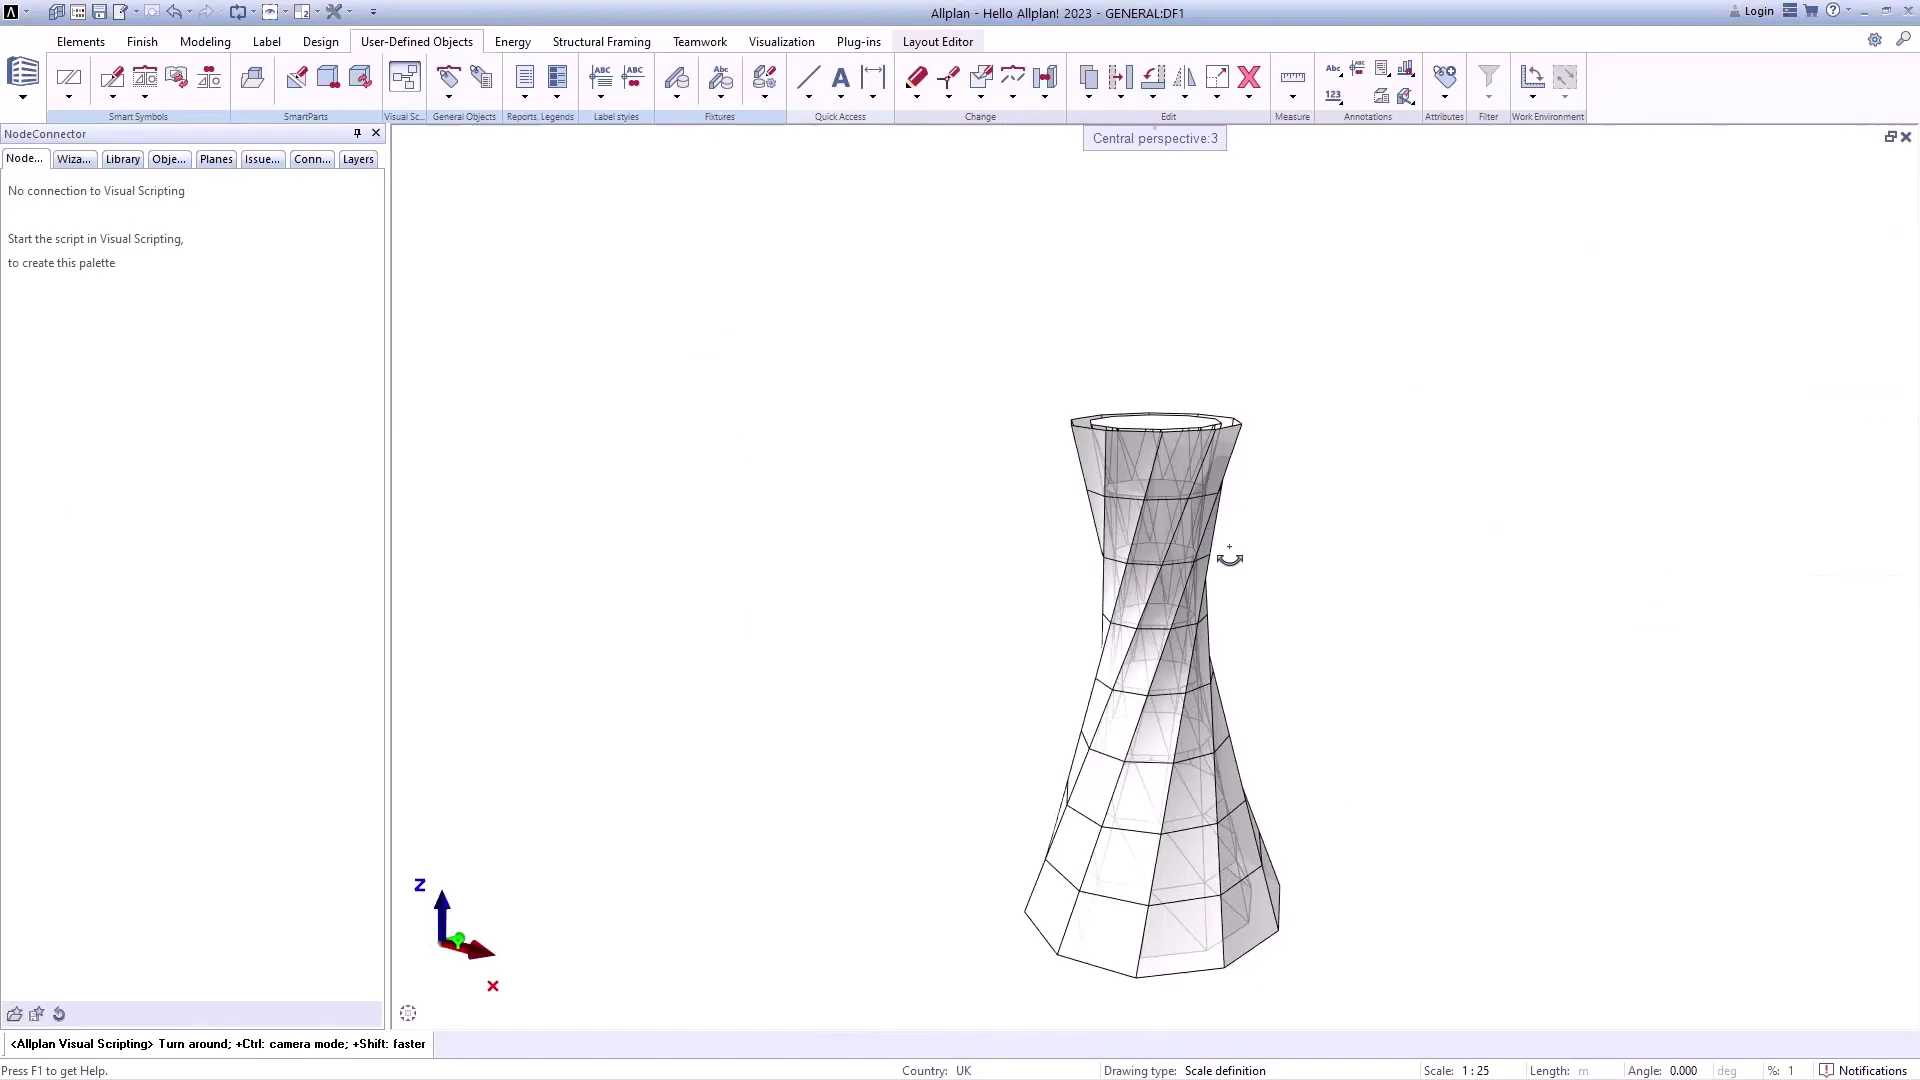 Allplan - Hello Allplan! 2023 - GENERAL:DF1
Login
Elements
Finish
Modeling
Label
Design
User-Defined Objects
Energy
Structural Framing
Teamwork
Visualization
Plug-ins
Layout Editor
Smart Symbols
SmartParts
Visual Sc...
General Objects
Reports, Legends
Label styles
Fixtures
Quick Access
Change
Edit
Measure
Annotations
Attributes
Filter
Work Environment
NodeConnector
Node...
Wiza...
Library
Obje...
Planes
Issue...
Conn...
Layers
Central perspective:3
No connection to Visual Scripting
Start the script in Visual Scripting,
to create this palette
Z
x
<Allplan Visual Scripting> Turn around; +Ctrl: camera mode; +Shift: faster
Press F1 to get Help.
Country: UK
Drawing type: Scale definition
Scale: 1 : 25
Length: m
Angle: 0.000 deg
%: 1
Notifications